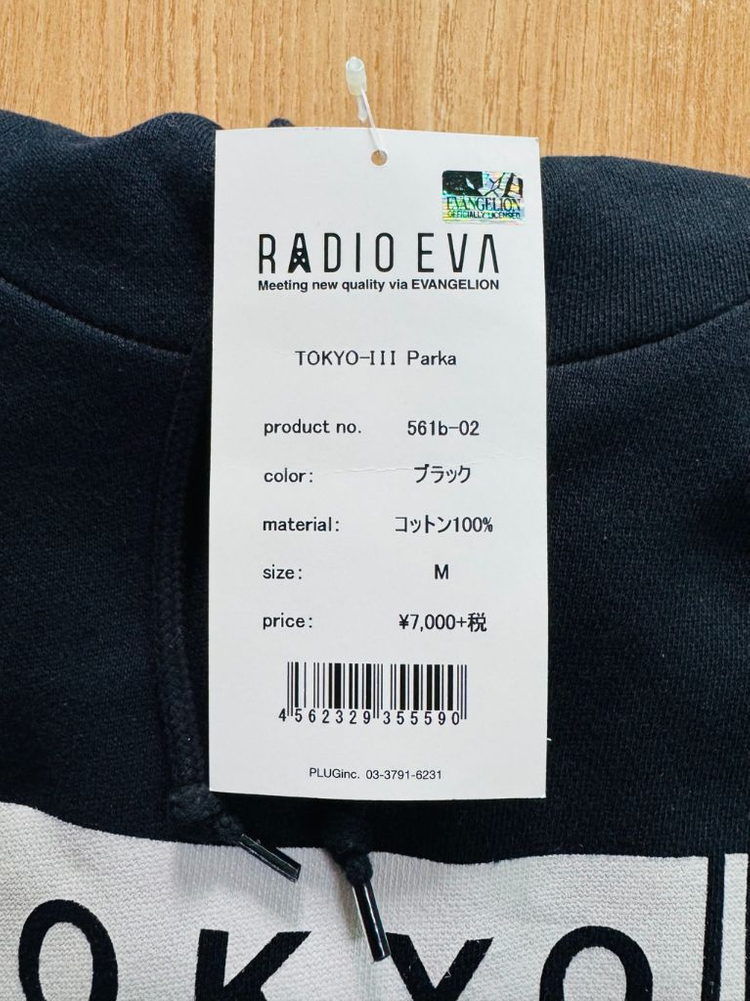 EVANGELION
OFFICIALLY LICENSED
RADIO EVA
Meeting new quality via EVANGELION
TOKYO-III Parka
product no. 561b-02
color: ブラック
material: コットン100%
size: M
price: ¥7,000+税
4562329355590
PLUGinc. 03-3791-6231
TOKYO